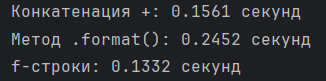 Конкатенация +: 0.1561 секунд
Метод .format(): 0.2452 секунд
f-строки: 0.1332 секунд